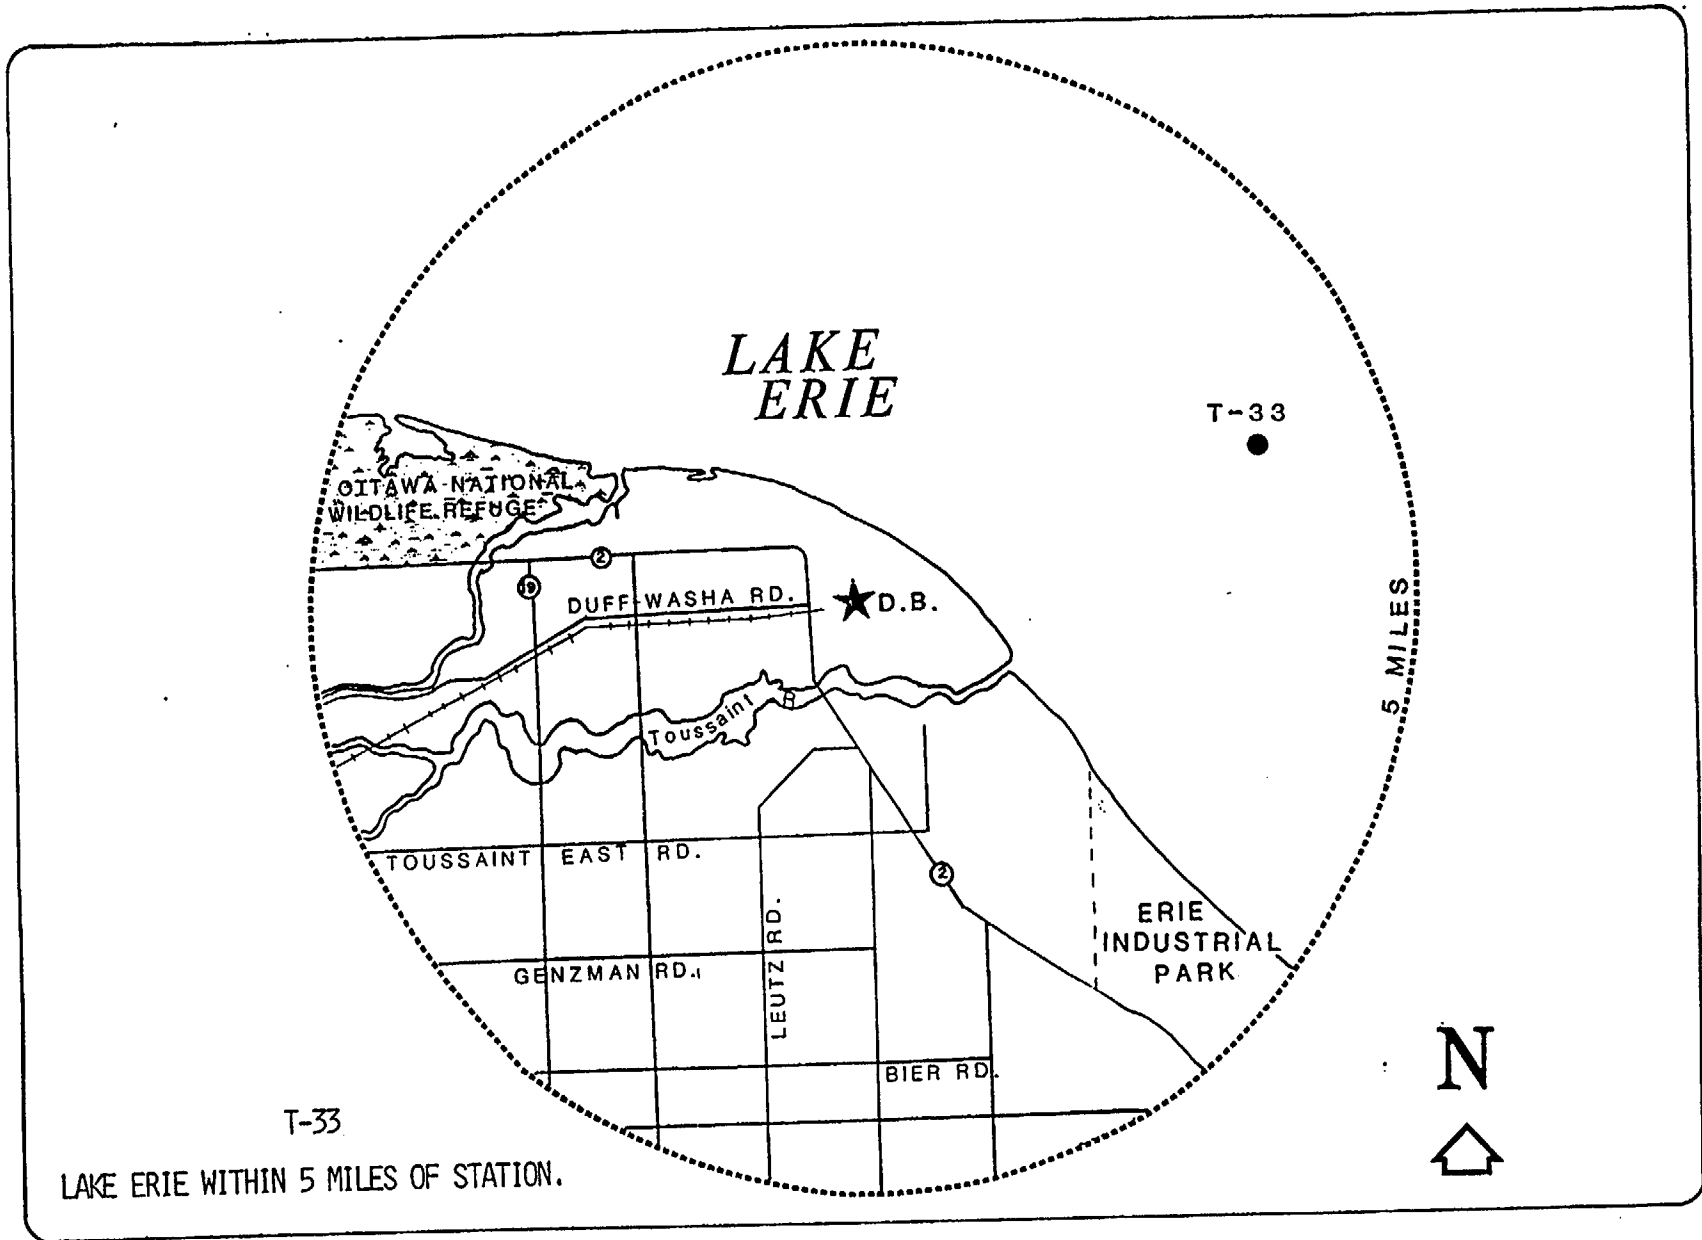 LAKE
ERIE
T-33
OTTAWA NATIONAL
WILDLIFE REFUGE
2
19
DUFF-WASHA RD.
D.B.
5 MILES
Toussaint R
TOUSSAINT EAST RD.
2
LEUTZ RD.
ERIE
INDUSTRIAL
PARK
GENZMAN RD.
BIER RD.
N
T-33
LAKE ERIE WITHIN 5 MILES OF STATION.